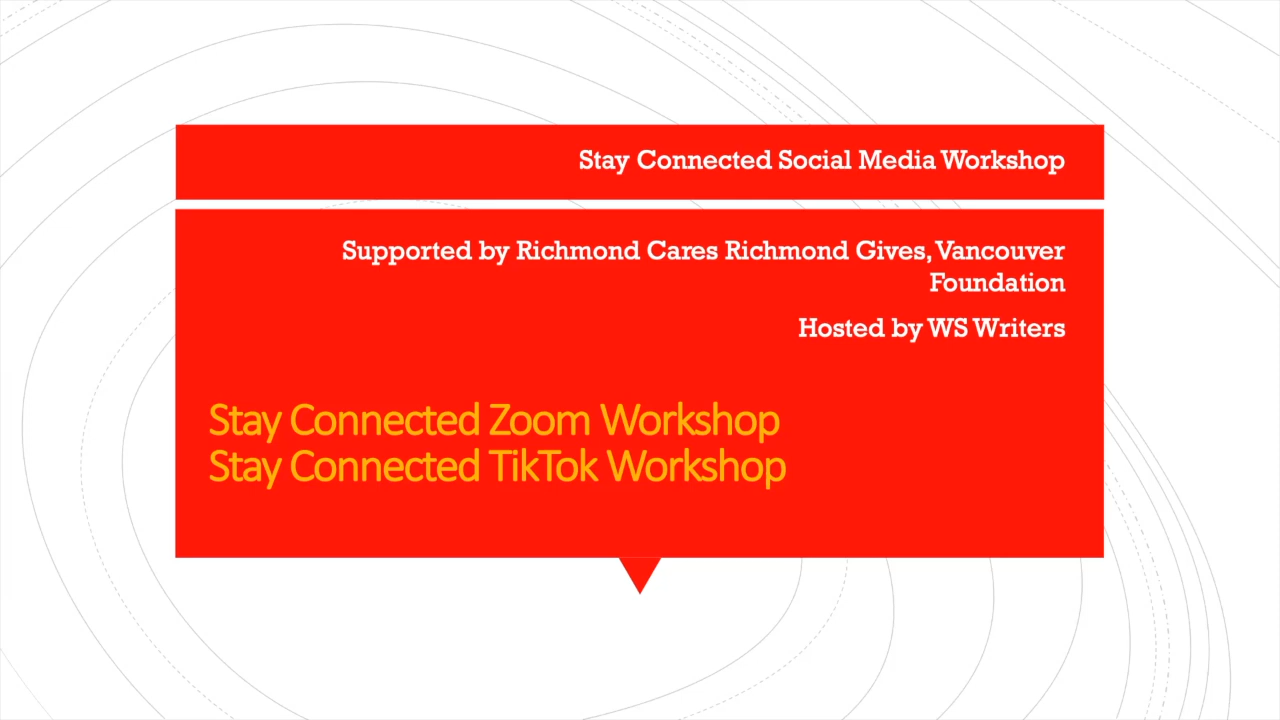 Stay Connected Social Media Workshop
Supported by Richmond Cares Richmond Gives, Vancouver
Foundation
Hosted by WS Writers
Stay Connected Zoom Workshop
Stay Connected TikTok Workshop